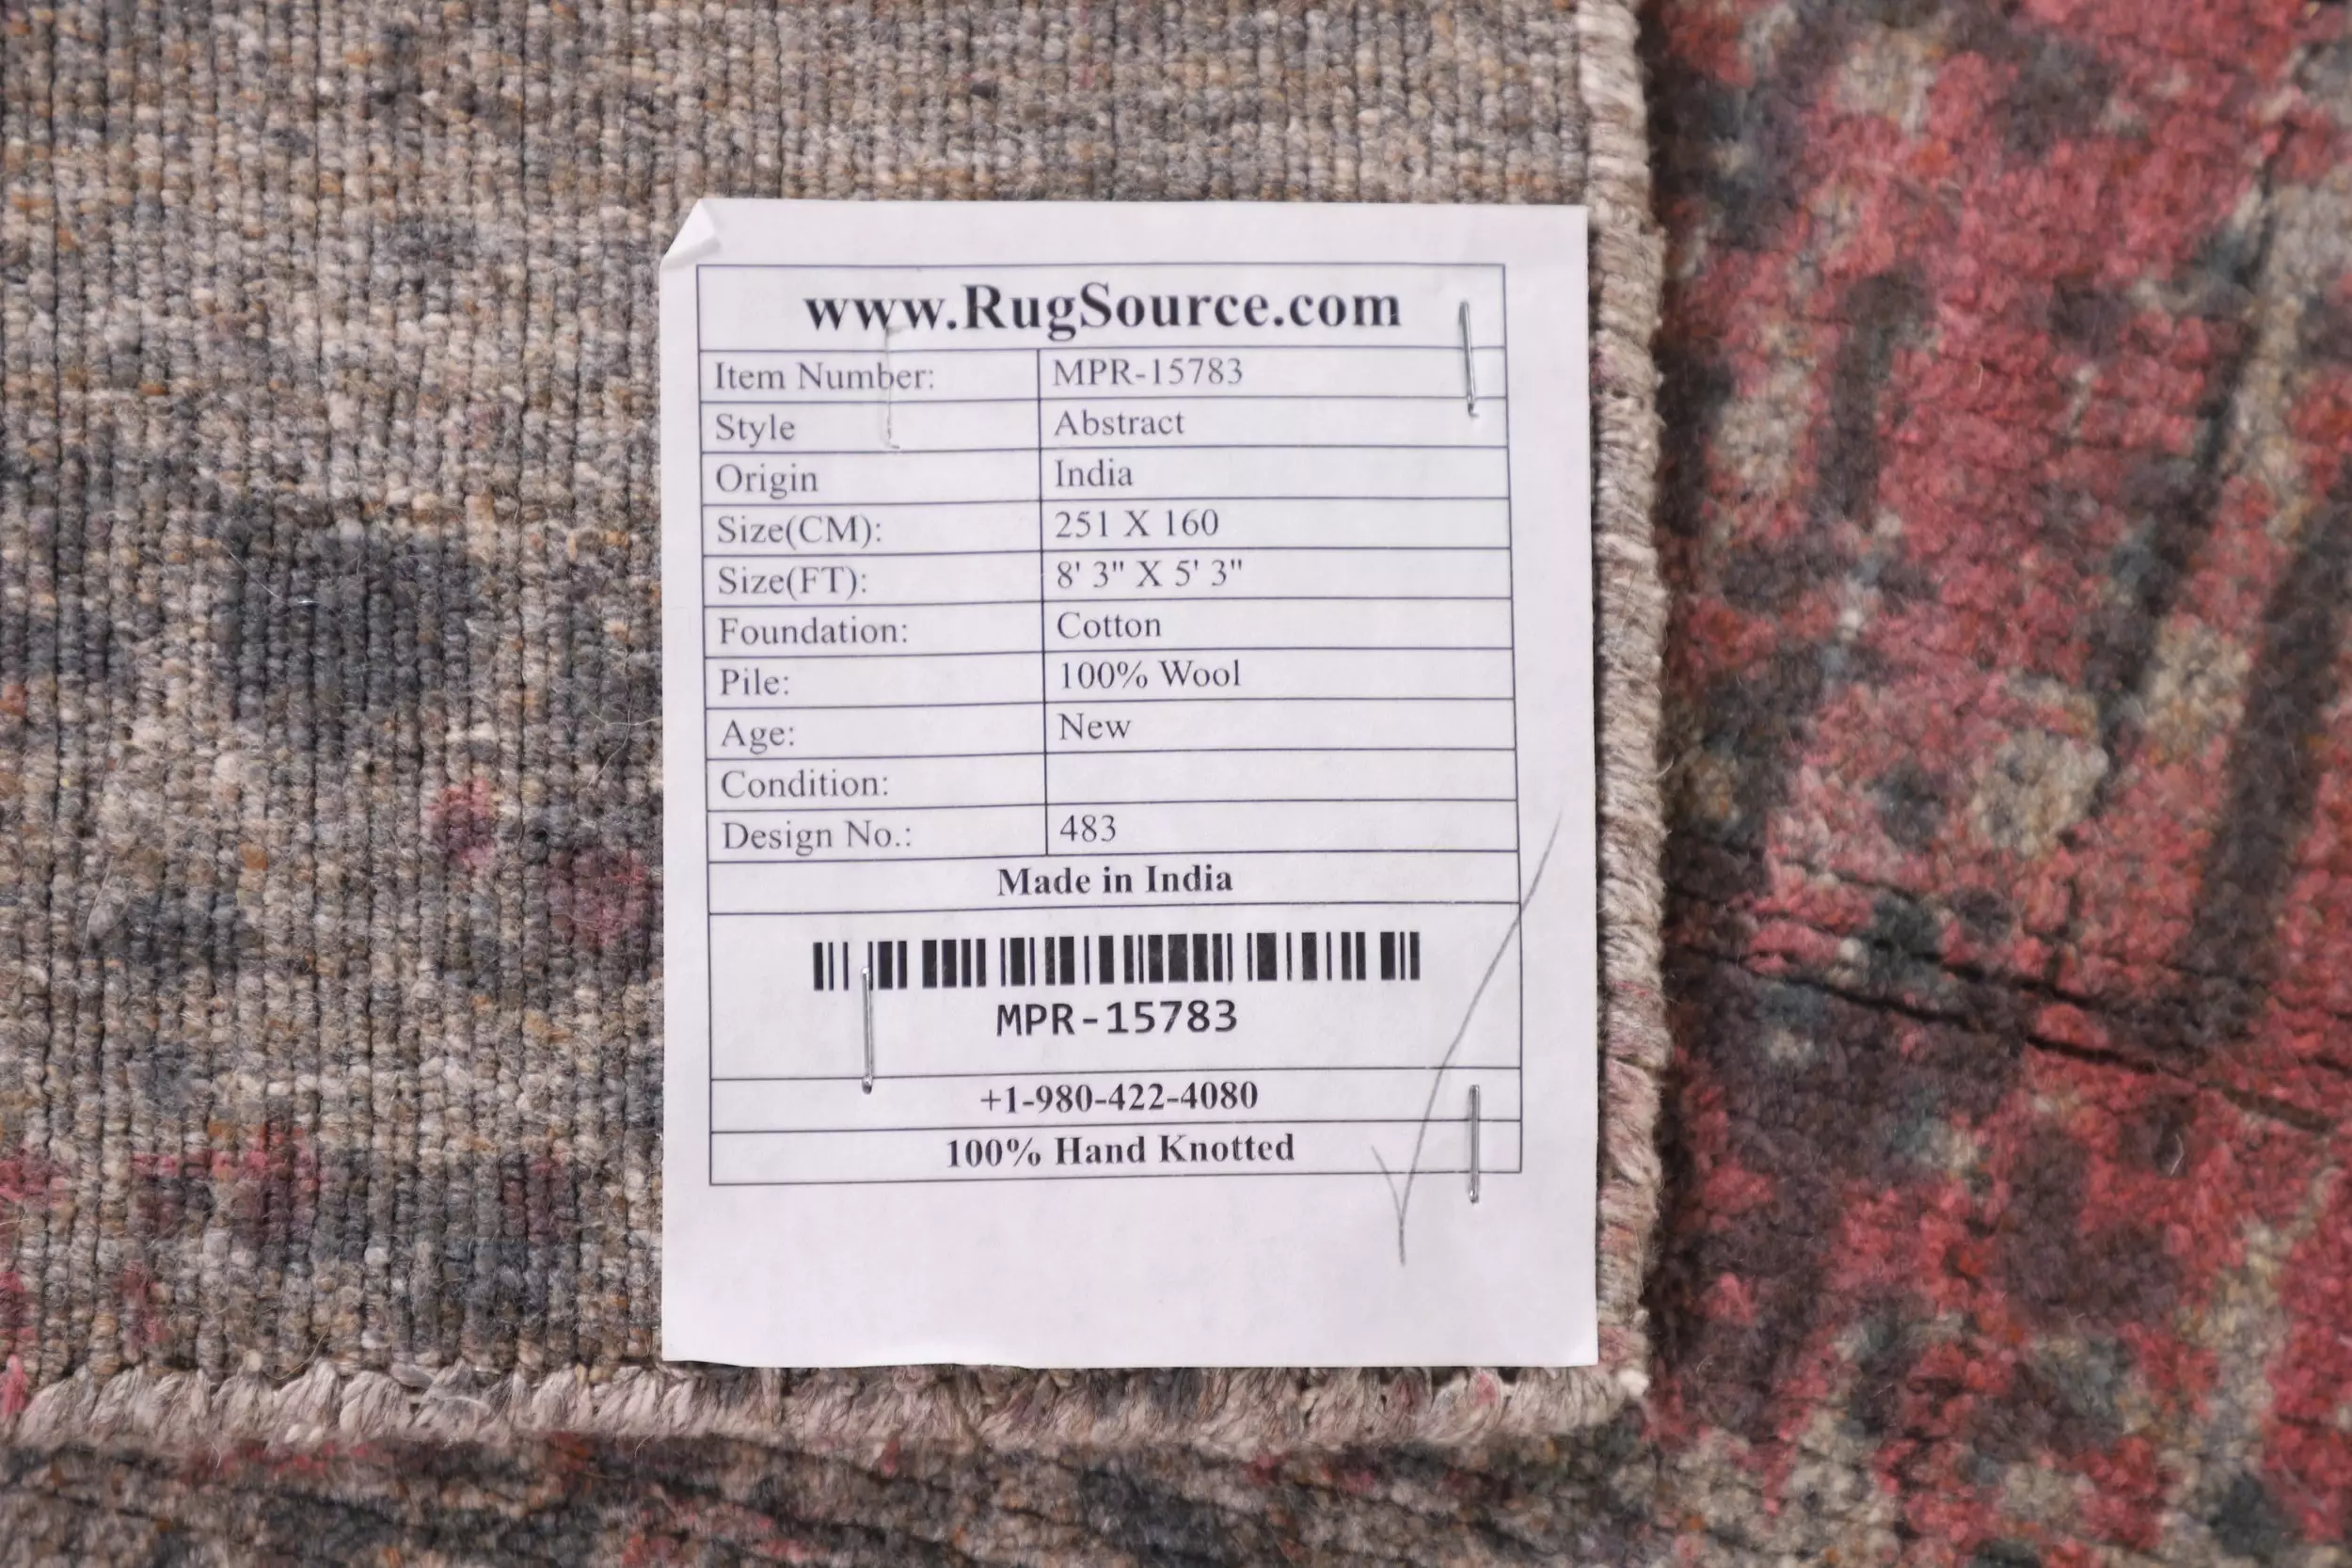 www.RugSource.com
Item Number: MPR-15783
Style Abstract
Origin India
Size(CM): 251 X 160
Size(FT): 8' 3" X 5' 3"
Foundation: Cotton
Pile: 100% Wool
Age: New
Condition:
Design No.: 483
Made in India
MPR-15783
+1-980-422-4080
100% Hand Knotted